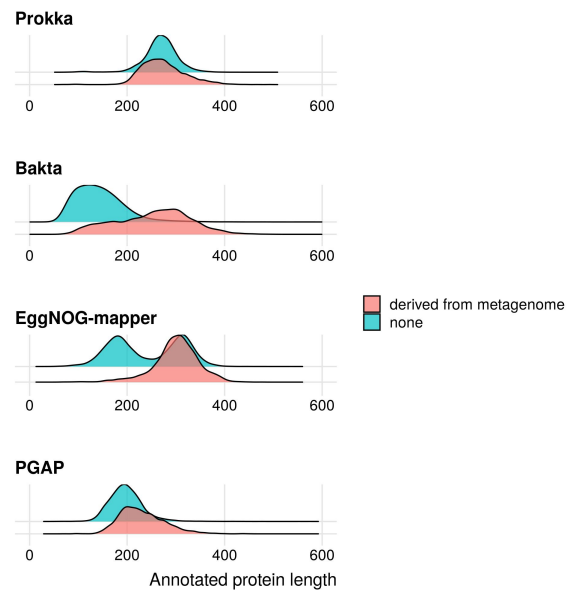 Prokka
0 200 400 600
Bakta
0 200 400 600
derived from metagenome
none
EggNOG-mapper
0 200 400 600
PGAP
0 200 400 600
Annotated protein length